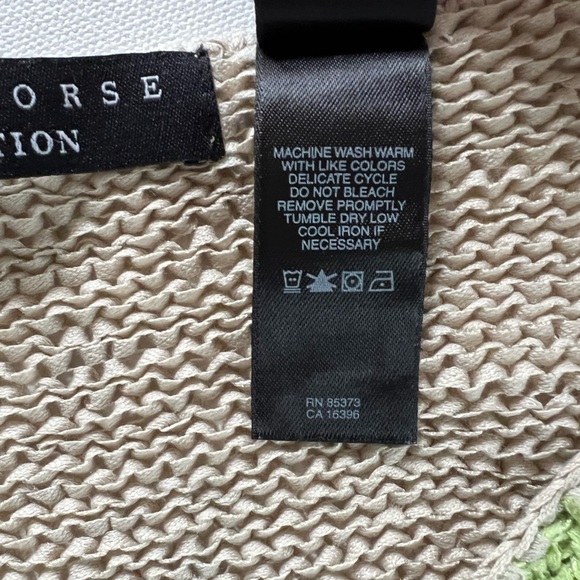 ORSE
TION
MACHINE WASH WARM
WITH LIKE COLORS
DELICATE CYCLE
DO NOT BLEACH
REMOVE PROMPTLY
TUMBLE DRY LOW
COOL IRON IF
NECESSARY
RN 85373
CA 16396